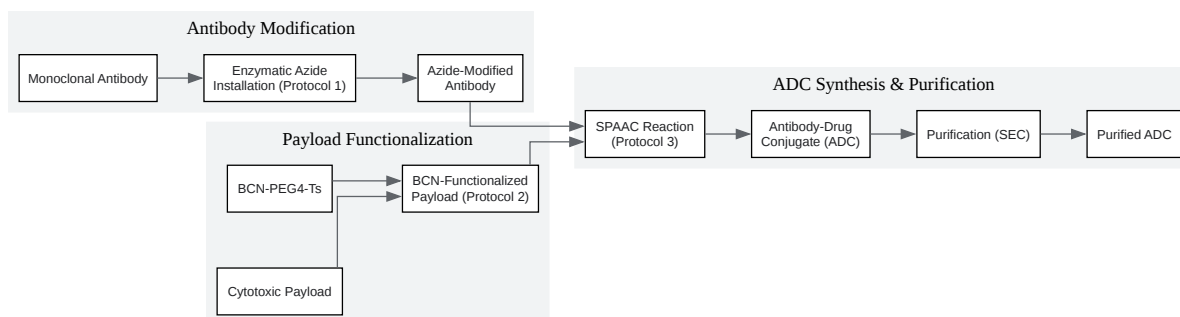 Antibody Modification
Monoclonal Antibody
Enzymatic Azide
Installation (Protocol 1)
Azide-Modified
Antibody
Payload Functionalization
BCN-PEG4-Ts
Cytotoxic Payload
BCN-Functionalized
Payload (Protocol 2)
ADC Synthesis & Purification
SPAAC Reaction
(Protocol 3)
Antibody-Drug
Conjugate (ADC)
Purification (SEC)
Purified ADC